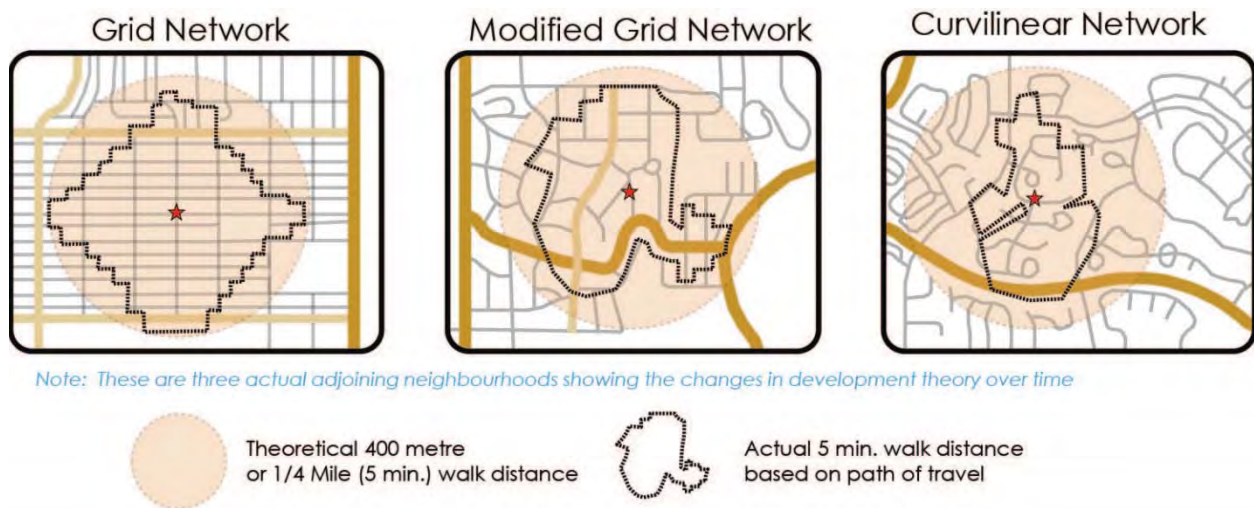 Grid Network
Modified Grid Network
Curvilinear Network
Note: These are three actual adjoining neighbourhoods showing the changes in development theory over time
Theoretical 400 metre
or 1/4 Mile (5 min.) walk distance
Actual 5 min. walk distance
based on path of travel